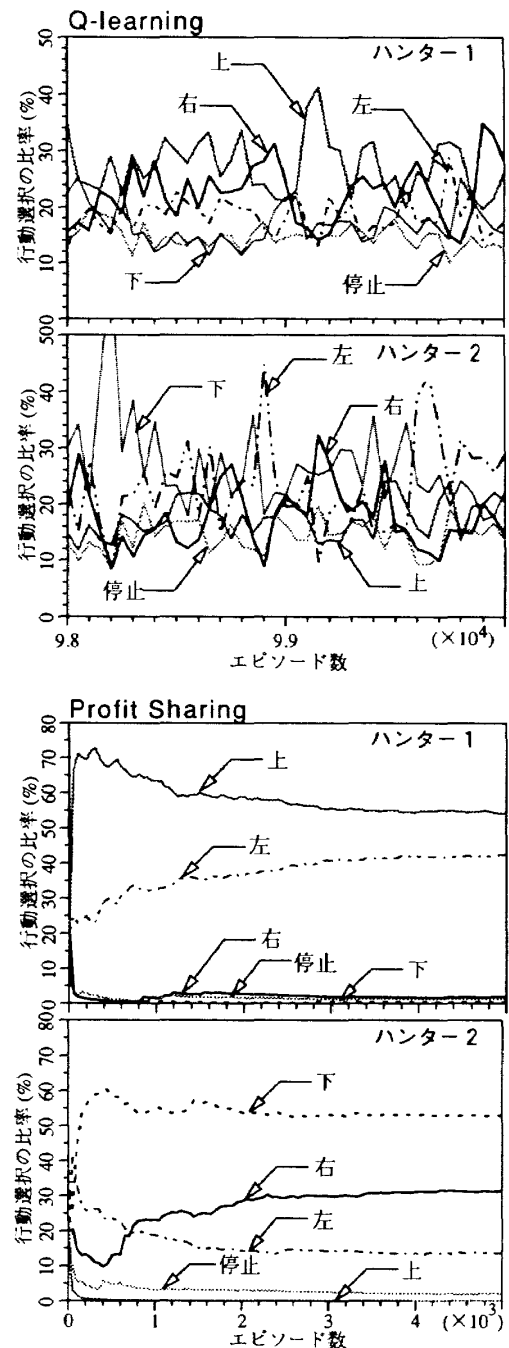 Q-learning
50
40
30
20
10
0
行動選択の比率(%)
ハンター1
上
右
左
下
停止
50
40
30
20
10
0
行動選択の比率(%)
ハンター2
下
左
右
停止
上
9.8
9.9
(×10⁴)
エピソード数
Profit Sharing
80
70
60
50
40
30
20
10
0
行動選択の比率(%)
ハンター1
上
左
右
停止
下
80
70
60
50
40
30
20
10
0
行動選択の比率(%)
ハンター2
下
右
左
停止
上
0
1
2
3
4
(×10³)
エピソード数